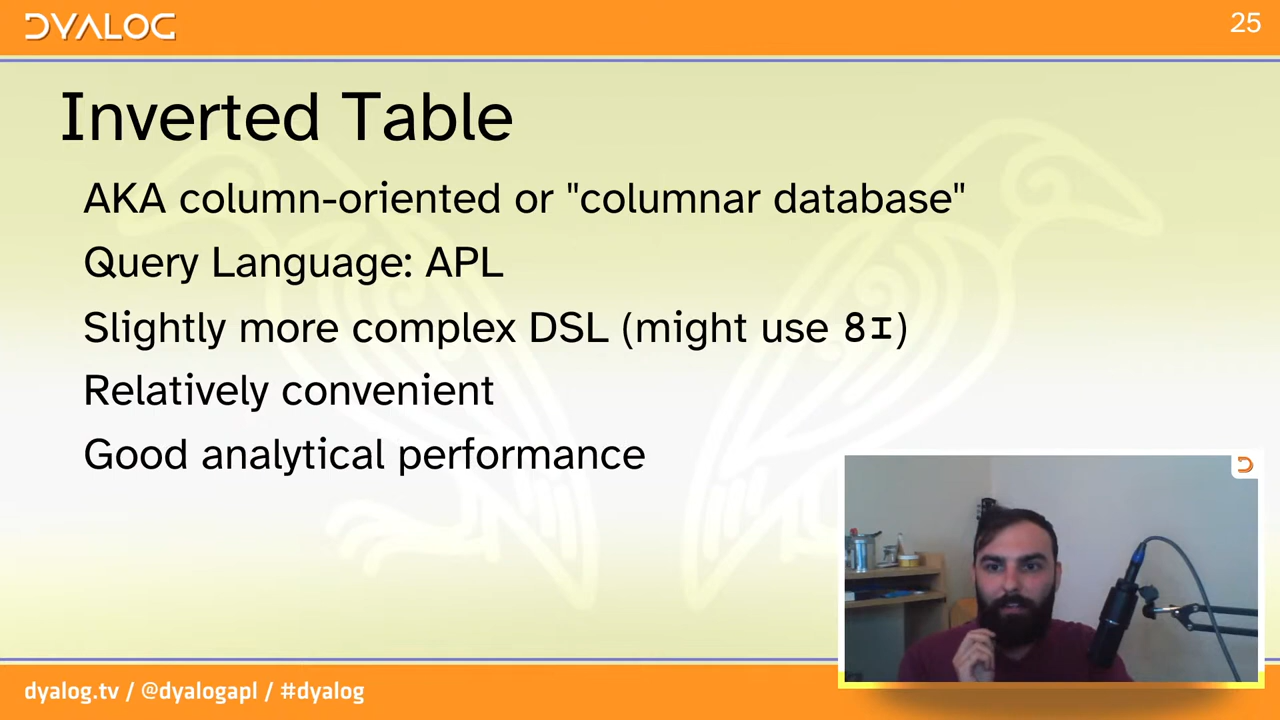 DYALOG
25
Inverted Table
AKA column-oriented or "columnar database"
Query Language: APL
Slightly more complex DSL (might use 8⌶)
Relatively convenient
Good analytical performance
dyalog.tv / @dyalogapl / #dyalog